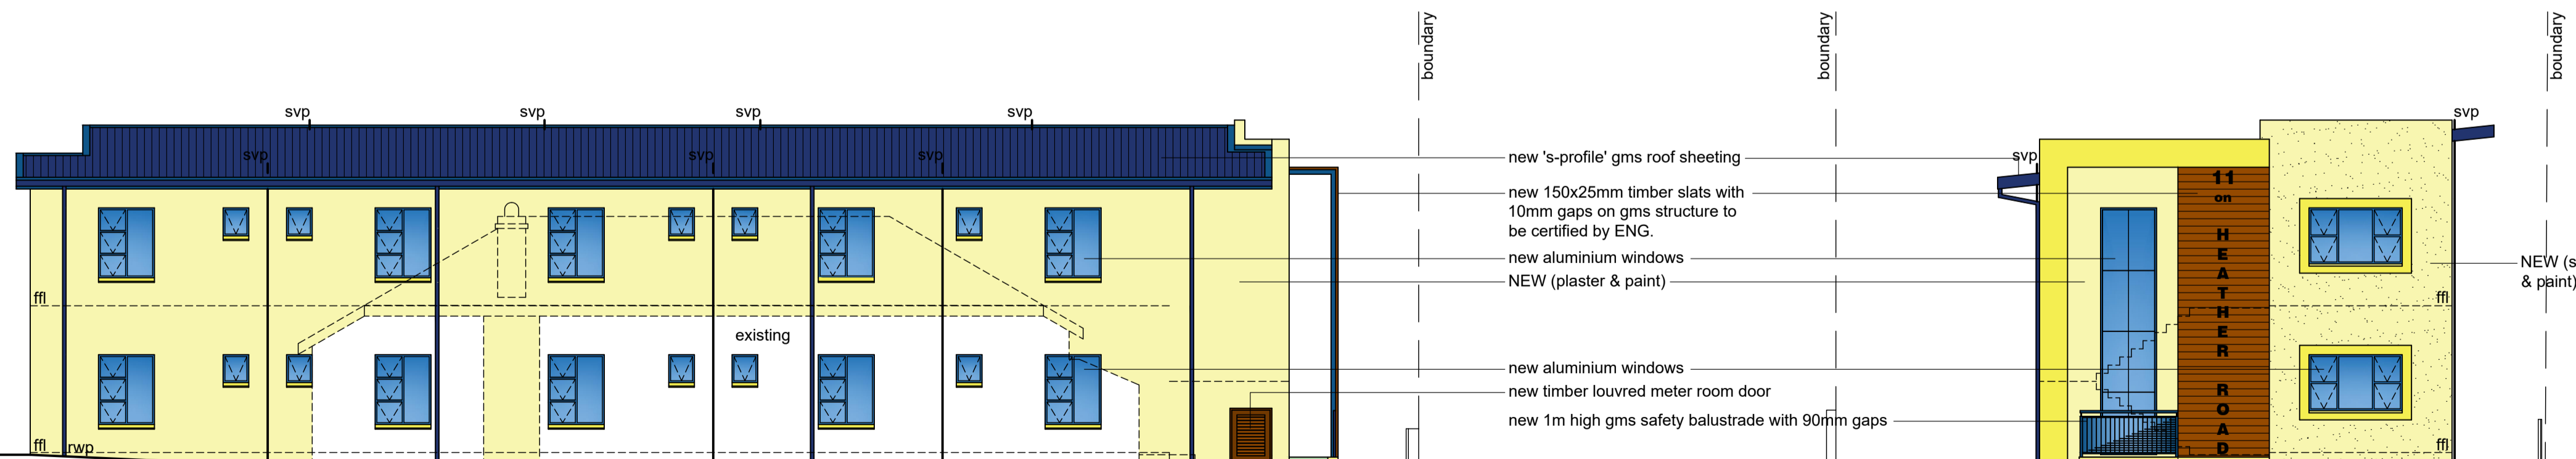 boundary
boundary
boundary
svp
svp
svp
svp
svp
svp
svp
svp
svp
new 's-profile' gms roof sheeting
new 150x25mm timber slats with
10mm gaps on gms structure to
be certified by ENG.
new aluminium windows
NEW (plaster & paint)
existing
new aluminium windows
new timber louvred meter room door
new 1m high gms safety balustrade with 90mm gaps
ffl
ffl
rwp
11
on
HEATHER
ROAD
NEW (s
& paint)
ffl
ffl